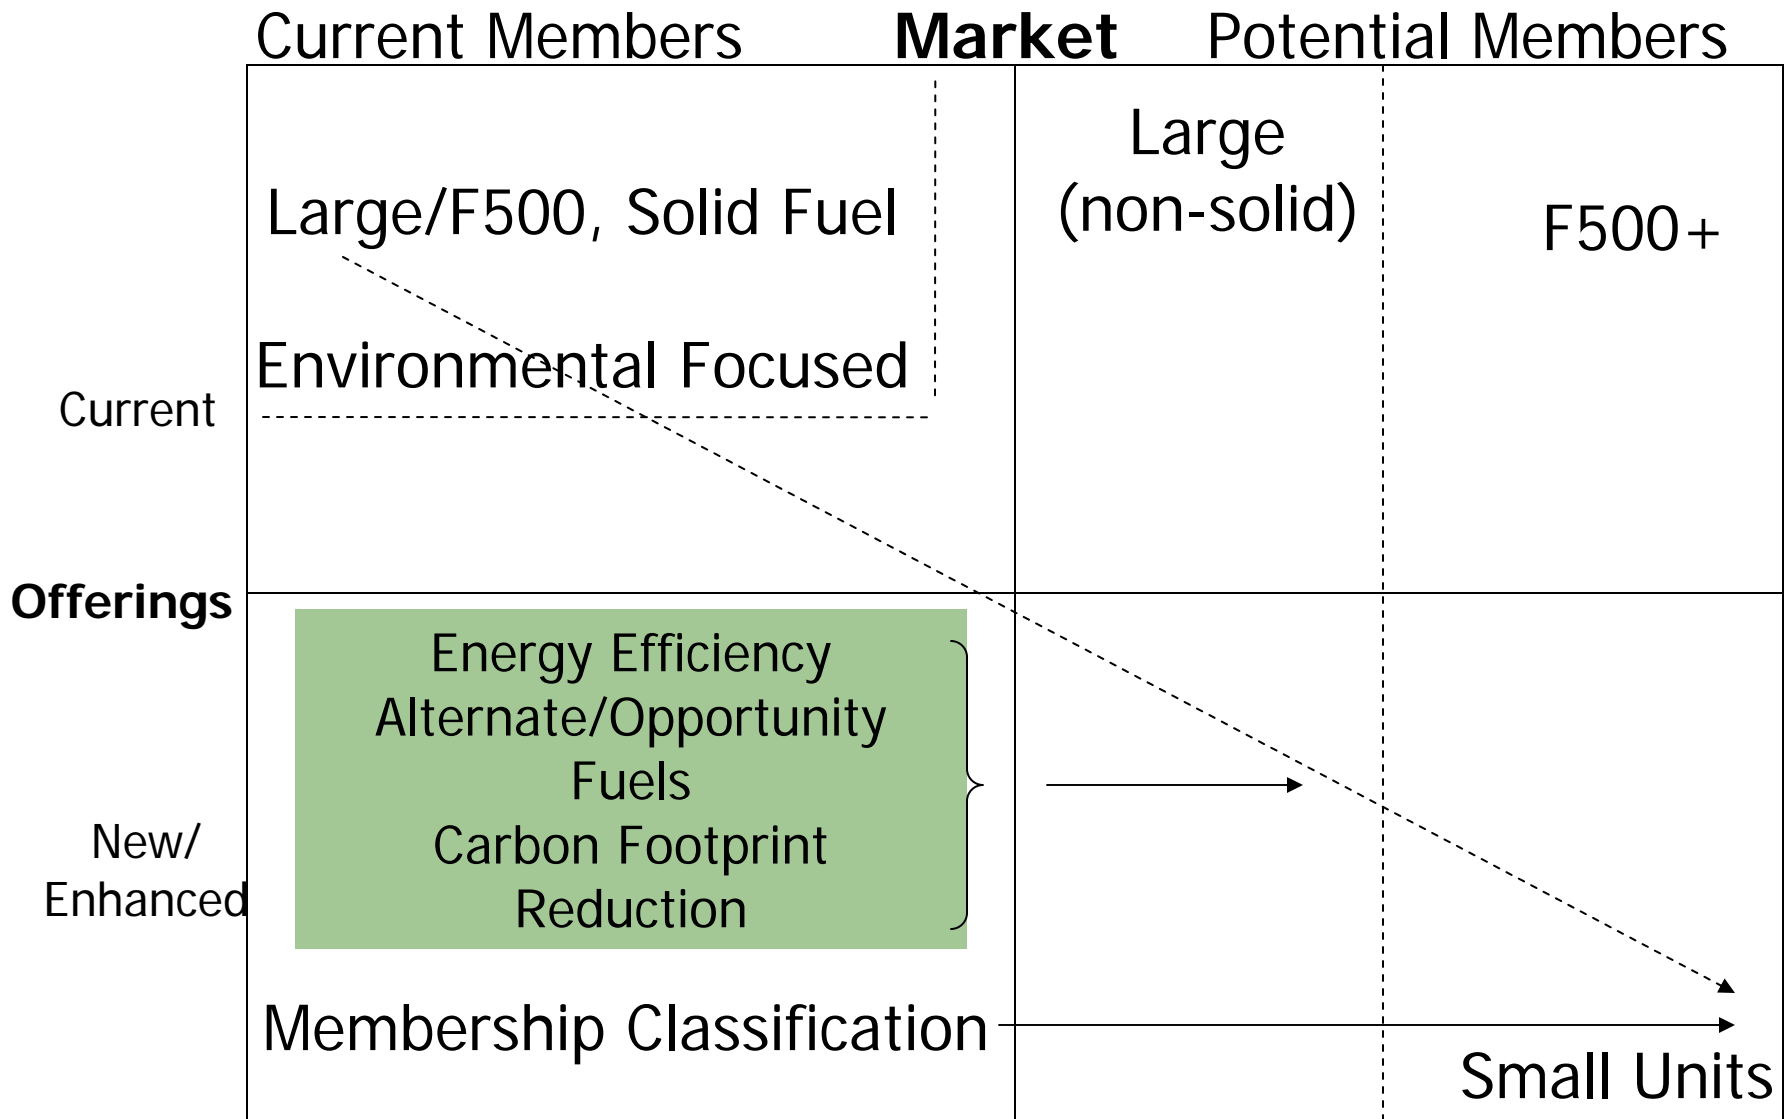 Current Members Market Potential Members
Large
(non-solid)
Large/F500, Solid Fuel
F500+
Environmental Focused
Current
Offerings
Energy Efficiency
Alternate/Opportunity
Fuels
Carbon Footprint
Reduction
New/
Enhanced
Membership Classification
Small Units